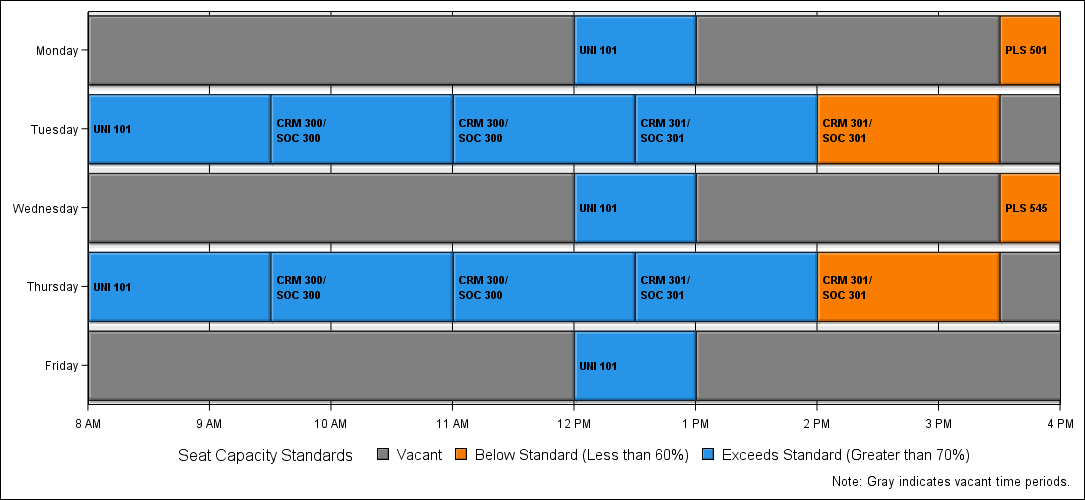 Monday
UNI 101
PLS 501
Tuesday
UNI 101
CRM 300/
SOC 300
CRM 300/
SOC 300
CRM 301/
SOC 301
CRM 301/
SOC 301
Wednesday
UNI 101
PLS 545
Thursday
UNI 101
CRM 300/
SOC 300
CRM 300/
SOC 300
CRM 301/
SOC 301
CRM 301/
SOC 301
Friday
UNI 101
8 AM 9 AM 10 AM 11 AM 12 PM 1 PM 2 PM 3 PM 4 PM
Seat Capacity Standards Vacant Below Standard (Less than 60%) Exceeds Standard (Greater than 70%)
Note: Gray indicates vacant time periods.